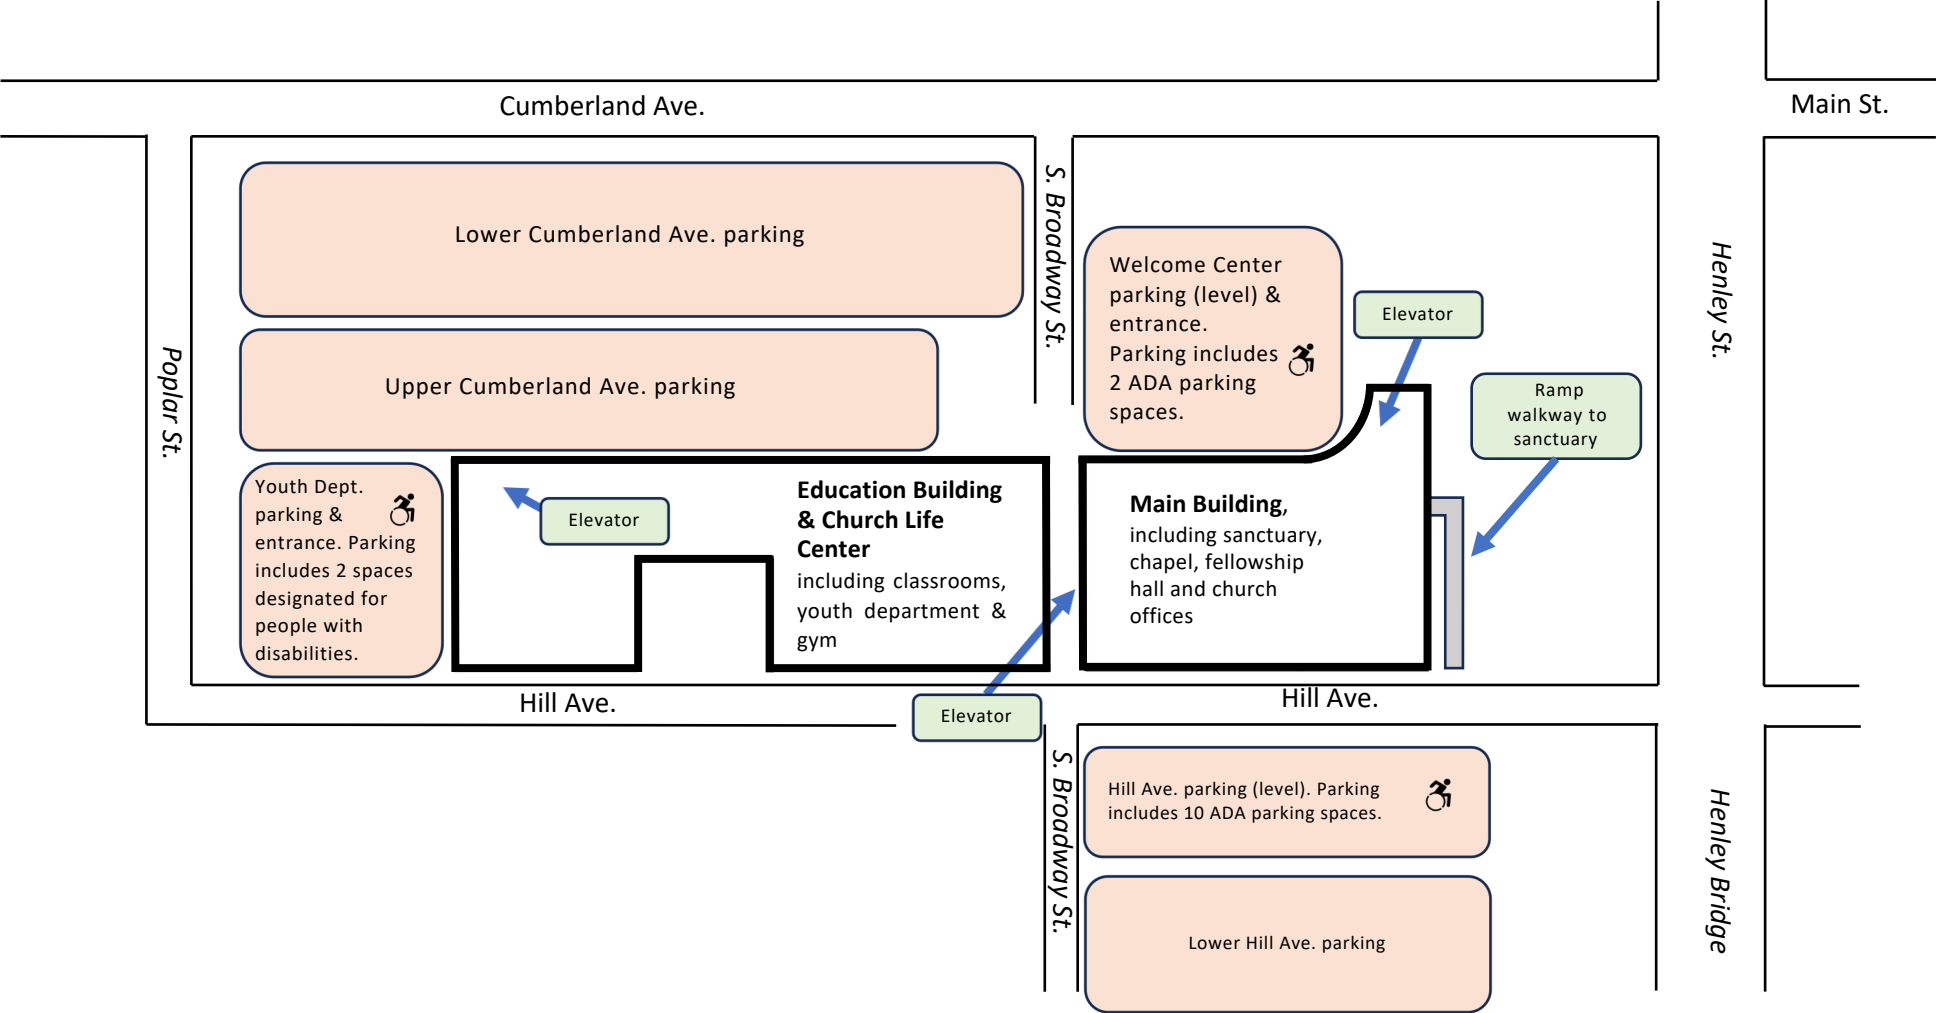 Cumberland Ave.
Main St.
Lower Cumberland Ave. parking
S. Broadway St.
Welcome Center
parking (level) &
entrance.
Parking includes
2 ADA parking
spaces.
Elevator
Henley St.
Poplar St.
Upper Cumberland Ave. parking
Ramp
walkway to
sanctuary
Youth Dept.
parking &
entrance. Parking
includes 2 spaces
designated for
people with
disabilities.
Elevator
Education Building
& Church Life
Center
including classrooms,
youth department &
gym
Main Building,
including sanctuary,
chapel, fellowship
hall and church
offices
Hill Ave.
Elevator
Hill Ave.
S. Broadway St.
Hill Ave. parking (level). Parking
includes 10 ADA parking spaces.
Henley Bridge
Lower Hill Ave. parking